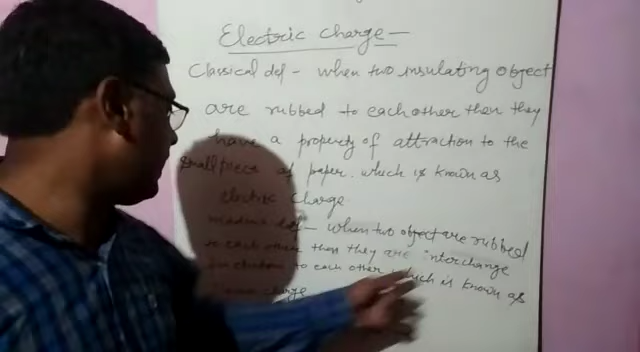 Electric Charge -
Classical def - when two insulating object
are rubbed to each other then they
have a property of attraction to the
small piece of paper. which is known as
electric charge
modern def - when two object are rubbed
to each other then they are interchange
electron to each other which is known as
charge